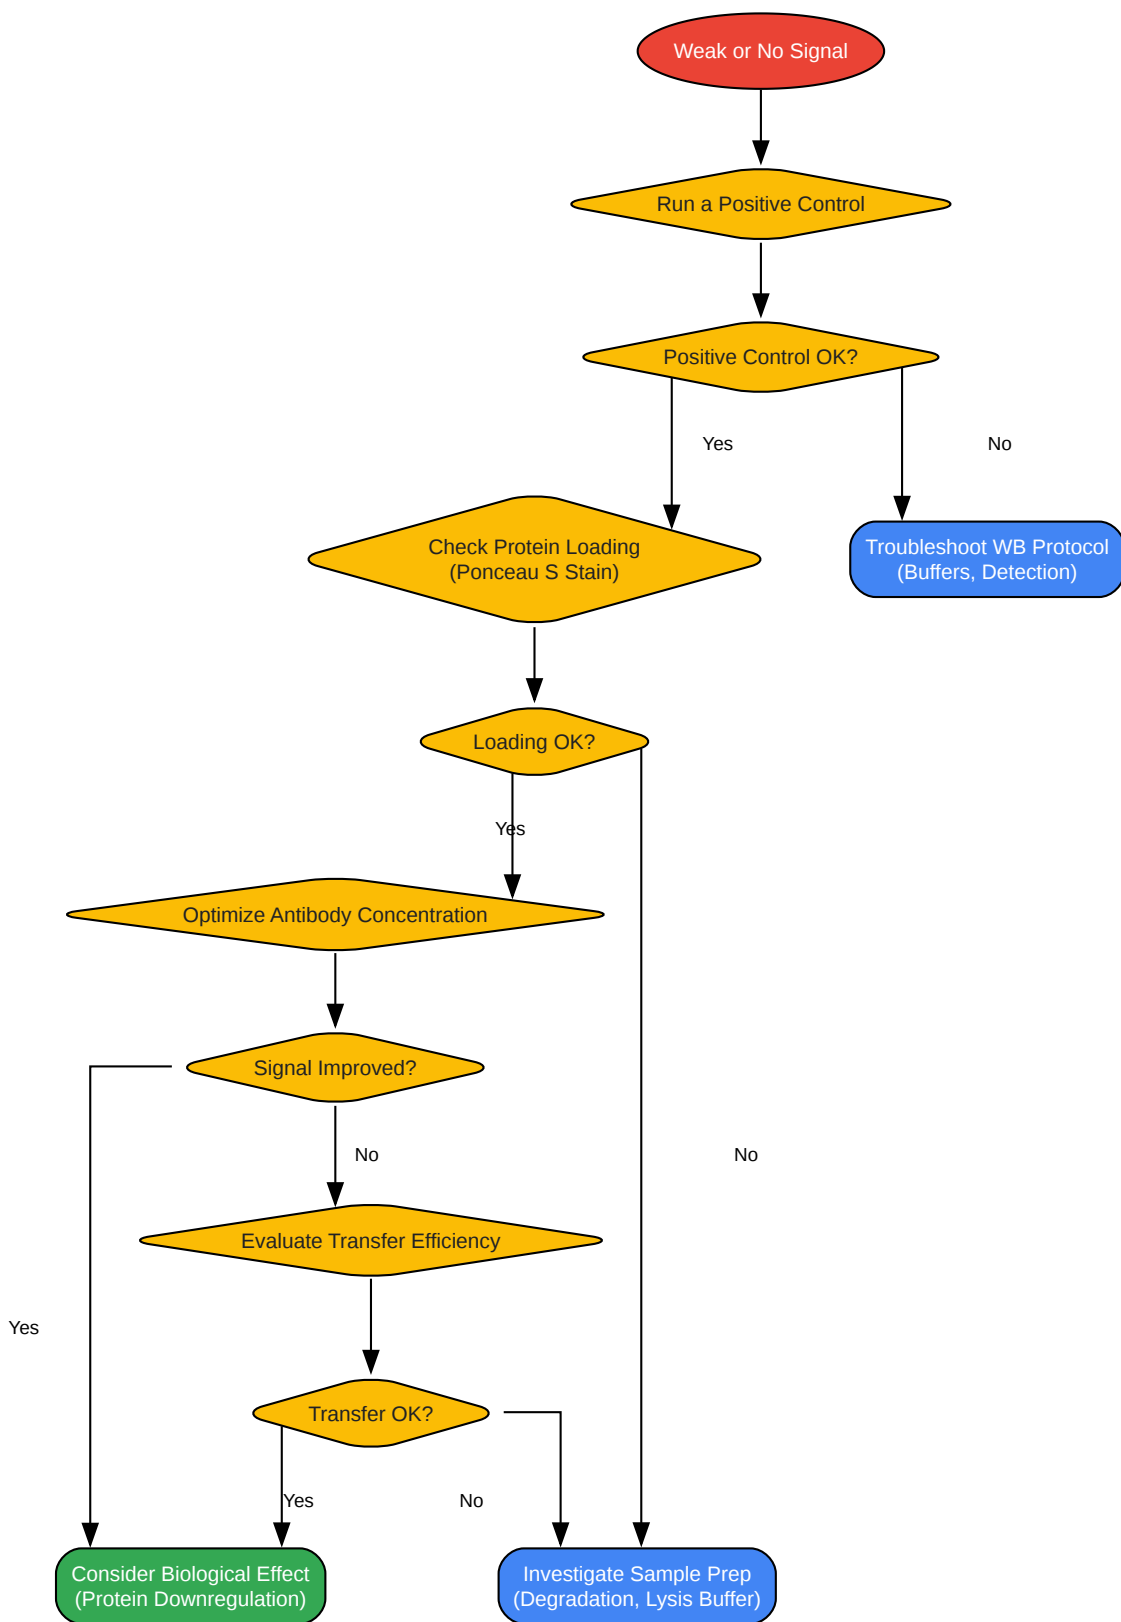 Weak or No Signal
Run a Positive Control
Positive Control OK?
Yes
No
Check Protein Loading
(Ponceau S Stain)
Troubleshoot WB Protocol
(Buffers, Detection)
Loading OK?
Yes
Optimize Antibody Concentration
Signal Improved?
No
No
Evaluate Transfer Efficiency
Yes
Transfer OK?
Yes
No
Consider Biological Effect
(Protein Downregulation)
Investigate Sample Prep
(Degradation, Lysis Buffer)